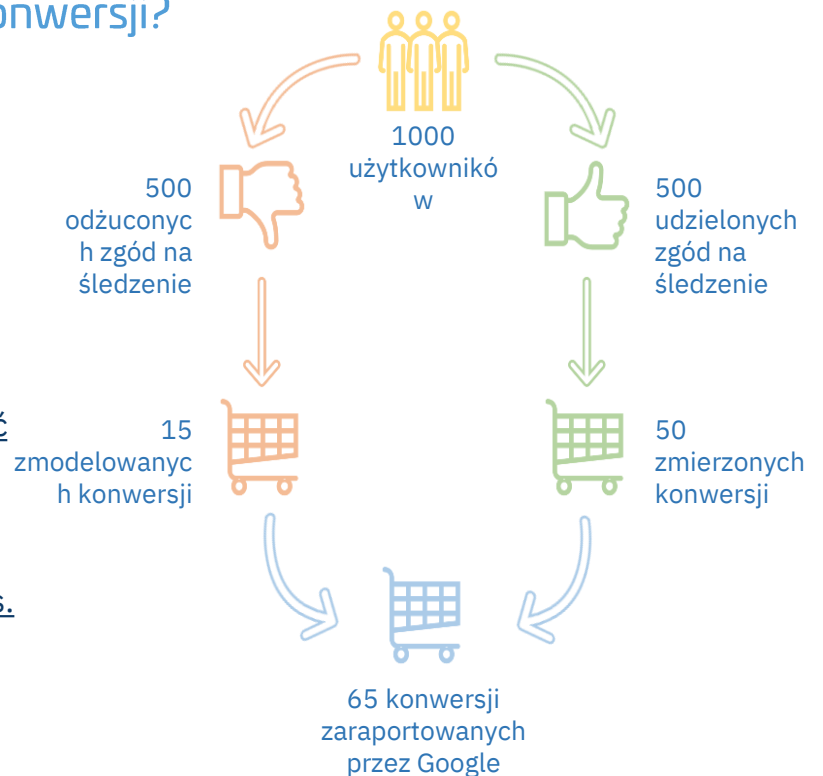 onwersji?
1000
użytkownikó
w
500
odżuconyc
h zgód na
śledzenie
500
udzielonych
zgód na
śledzenie
ć
15
zmodelowanyc
h konwersji
50
zmierzonych
konwersji
s.
65 konwersji
zaraportowanych
przez Google